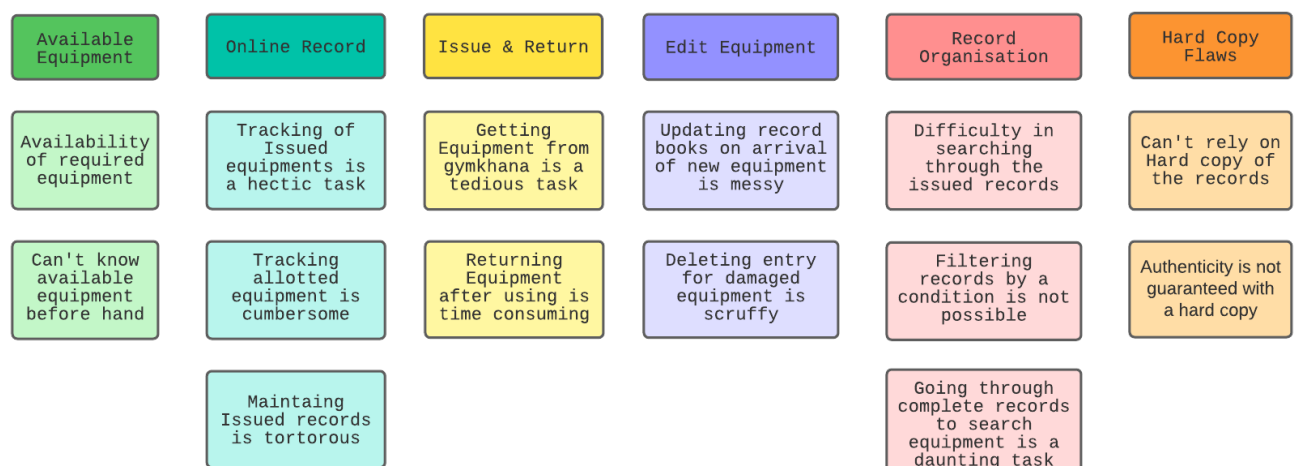 Available
Equipment
Online Record
Issue & Return
Edit Equipment
Record
Organisation
Hard Copy
Flaws
Availability
of required
equipment
Tracking of
Issued
equipments is
a hectic task
Getting
Equipment from
gymkhana is a
tedious task
Updating record
books on arrival
of new equipment
is messy
Difficulty in
searching
through the
issued records
Can't rely on
Hard copy of
the records
Can't know
available
equipment
before hand
Tracking
allotted
equipment is
cumbersome
Returning
Equipment
after using is
time consuming
Deleting entry
for damaged
equipment is
scruffy
Filtering
records by a
condition is not
possible
Authenticity is not
guaranteed with
a hard copy
Maintaing
Issued records
is tortorous
Going through
complete records
to search
equipment is a
daunting task